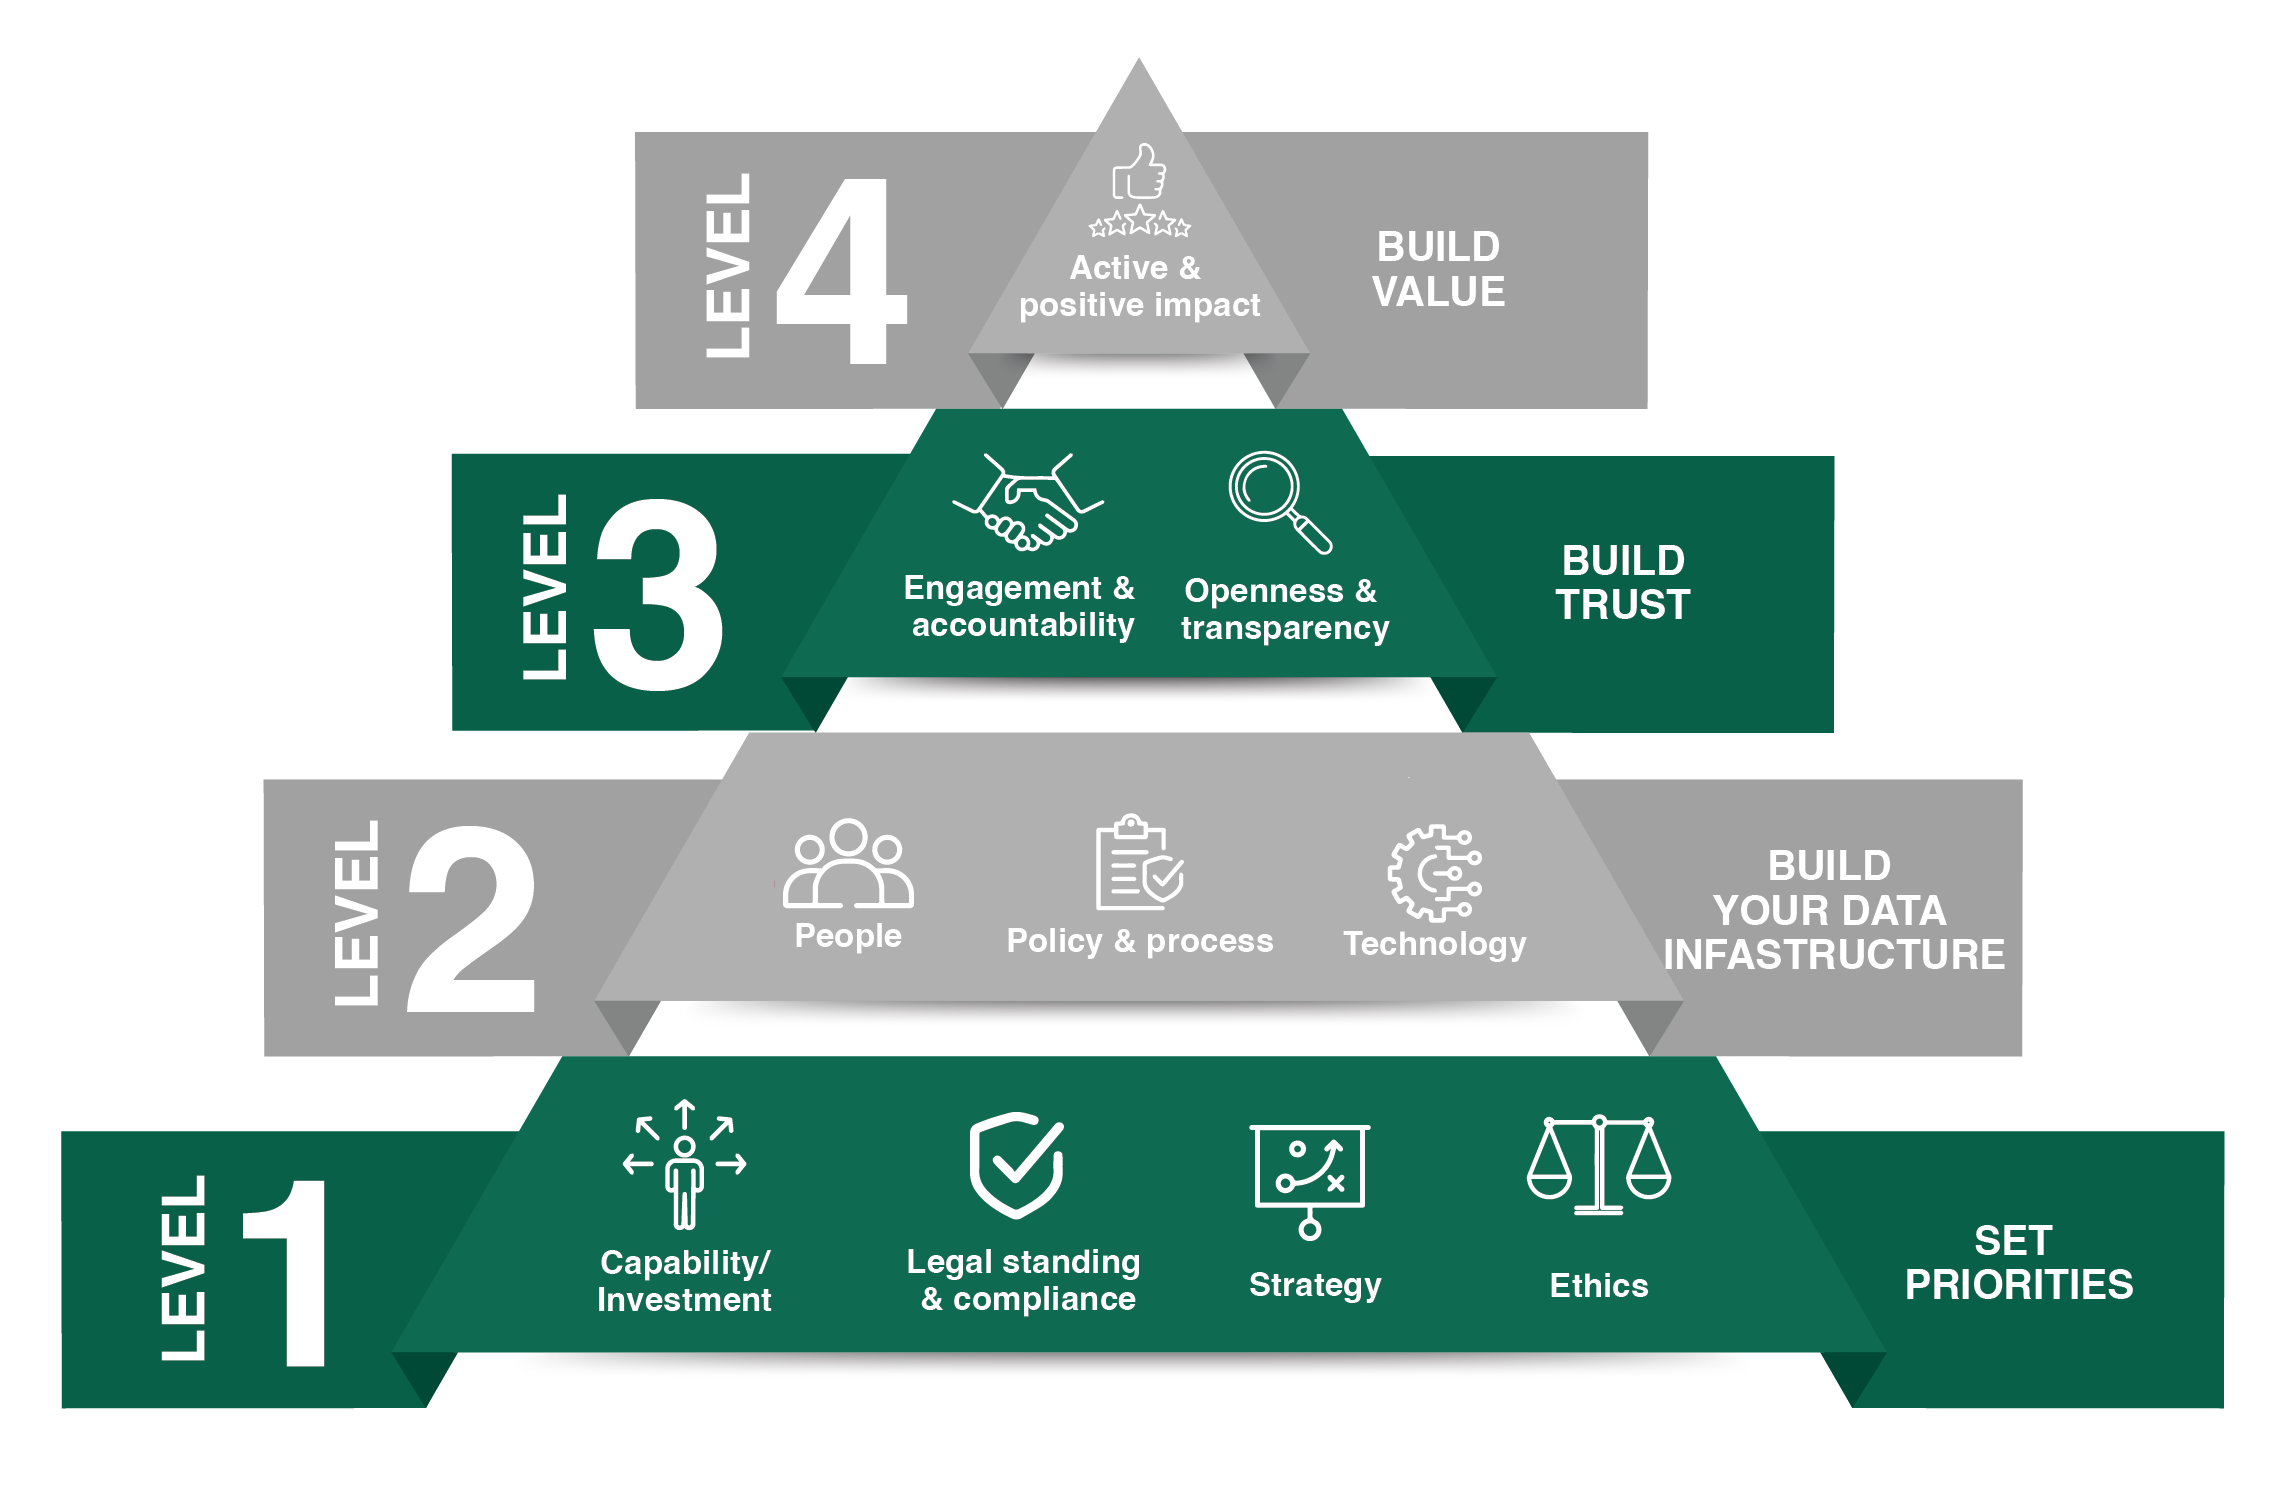 LEVEL
4
Active &
positive impact
BUILD
VALUE
LEVEL
3
Engagement &
accountability
Openness &
transparency
BUILD
TRUST
LEVEL
2
People
Policy & process
Technology
BUILD
YOUR DATA
INFASTRUCTURE
LEVEL
1
Capability/
Investment
Legal standing
& compliance
Strategy
Ethics
SET
PRIORITIES